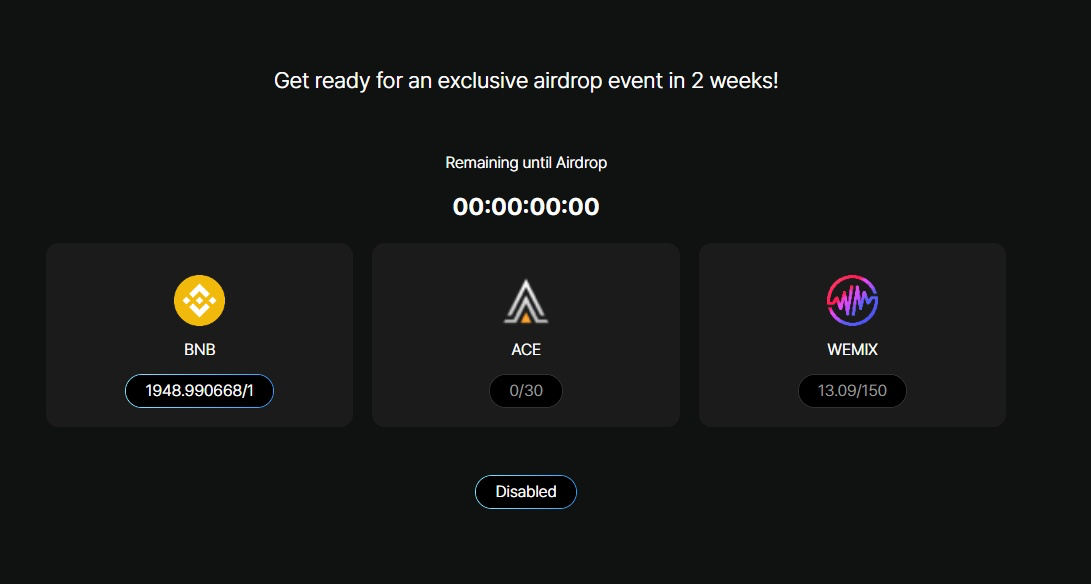 Get ready for an exclusive airdrop event in 2 weeks!
Remaining until Airdrop
00:00:00:00
BNB
ACE
WEMIX
1948.990668/1
0/30
13.09/150
Disabled